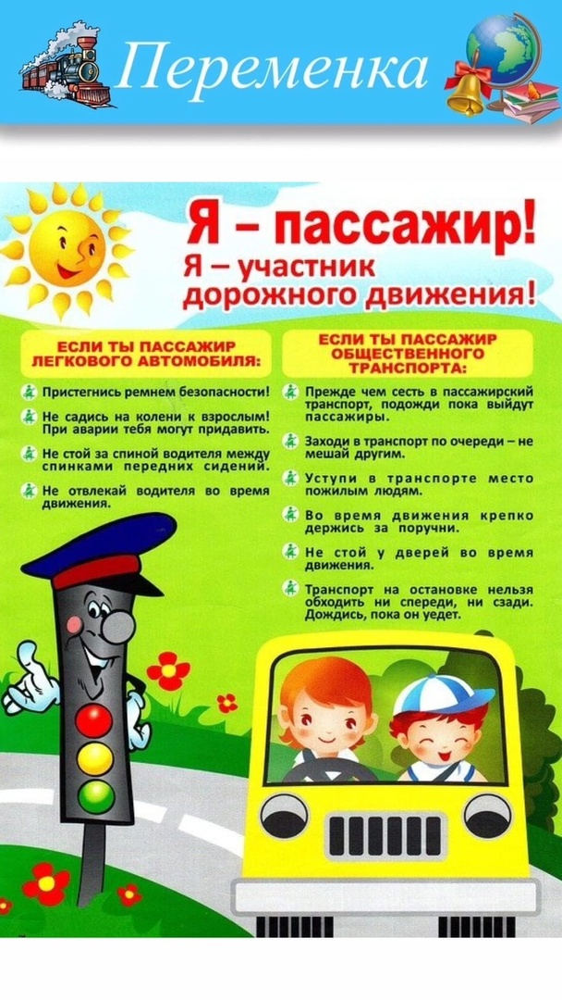 Переменка
Я – пассажир!
Я – участник
дорожного движения!
ЕСЛИ ТЫ ПАССАЖИР
ЛЕГКОВОГО АВТОМОБИЛЯ:
Пристегнись ремнем безопасности!
Не садись на колени к взрослым!
При аварии тебя могут придавить.
Не стой за спиной водителя между
спинками передних сидений.
Не отвлекай водителя во время
движения.
ЕСЛИ ТЫ ПАССАЖИР
ОБЩЕСТВЕННОГО
ТРАНСПОРТА:
Прежде чем сесть в пассажирский
транспорт, подожди пока выйдут
пассажиры.
Заходи в транспорт по очереди – не
мешай другим.
Уступи в транспорте место
пожилым людям.
Во время движения крепко
держись за поручни.
Не стой у дверей во время
движения.
Транспорт на остановке нельзя
обходить ни спереди, ни сзади.
Дождись, пока он уедет.